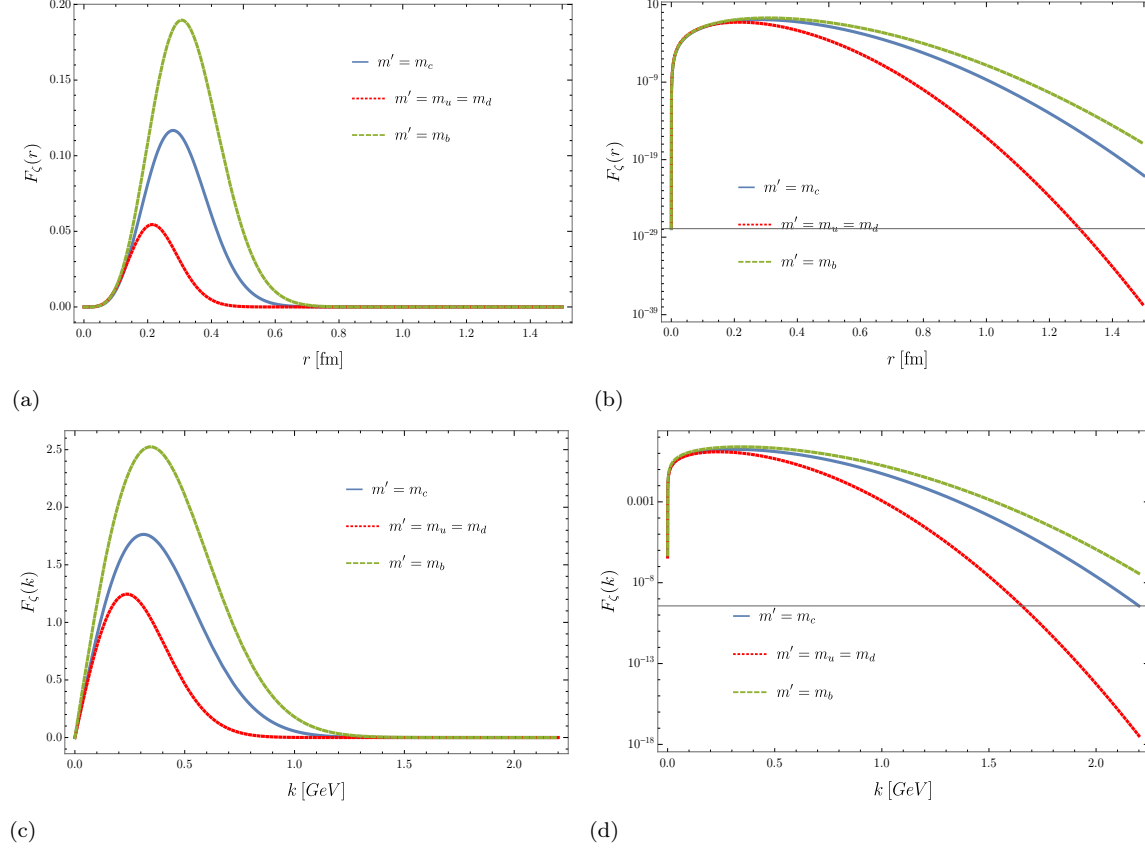 0.20
0.15
0.10
0.05
0.00
Fζ(r)
m′ = m_c
m′ = m_u = m_d
m′ = m_b
0.0 0.2 0.4 0.6 0.8 1.0 1.2 1.4
r [fm]
(a)
10
10^-9
10^-19
10^-29
10^-39
Fζ(r)
m′ = m_c
m′ = m_u = m_d
m′ = m_b
0.0 0.2 0.4 0.6 0.8 1.0 1.2 1.4
r [fm]
(b)
2.5
2.0
1.5
1.0
0.5
0.0
Fζ(k)
m′ = m_c
m′ = m_u = m_d
m′ = m_b
0.0 0.5 1.0 1.5 2.0
k [GeV]
(c)
0.001
10^-8
10^-13
10^-18
Fζ(k)
m′ = m_c
m′ = m_u = m_d
m′ = m_b
0.0 0.5 1.0 1.5 2.0
k [GeV]
(d)